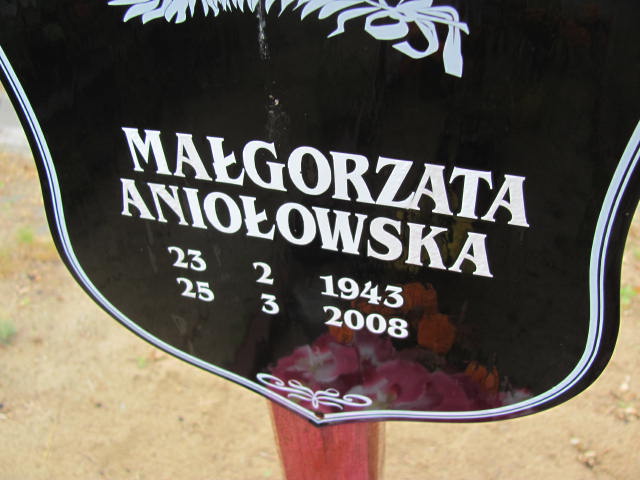 MAŁGORZATA
ANIOŁOWSKA
23 2 1943
25 3 2008